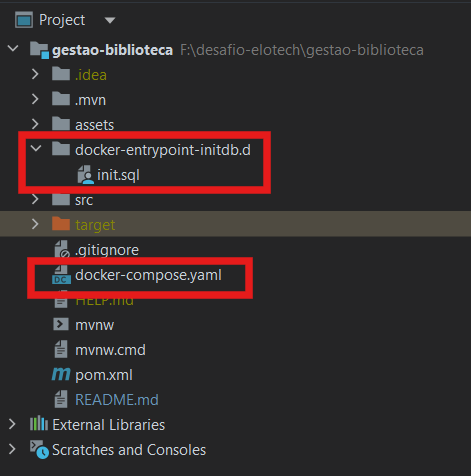 Project
gestao-biblioteca F:\desafio-elotech\gestao-biblioteca
.idea
.mvn
assets
docker-entrypoint-initdb.d
init.sql
src
target
.gitignore
DC docker-compose.yaml
HELP.md
mvnw
mvnw.cmd
m pom.xml
README.md
External Libraries
Scratches and Consoles